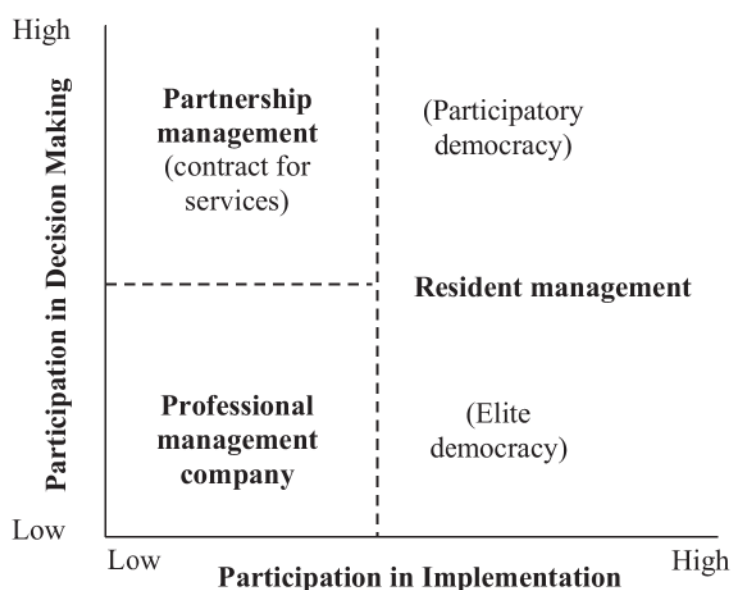 High
Participation in Decision Making
Partnership
management
(contract for
services)
(Participatory
democracy)
Resident management
Professional
management
company
(Elite
democracy)
Low
Low
High
Participation in Implementation